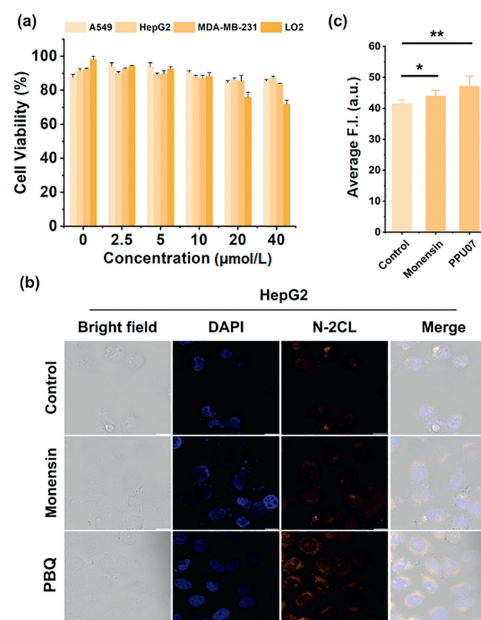 (a)
A549 HepG2 MDA-MB-231 LO2
Cell Viability (%)
100
80
60
40
20
0
0 2.5 5 10 20 40
Concentration (μmol/L)
(c)
Average F.I. (a.u.)
60
50
40
30
20
10
0
*
**
Control
Monensin
PPU07
(b)
HepG2
Bright field DAPI N-2CL Merge
Control
Monensin
PBQ